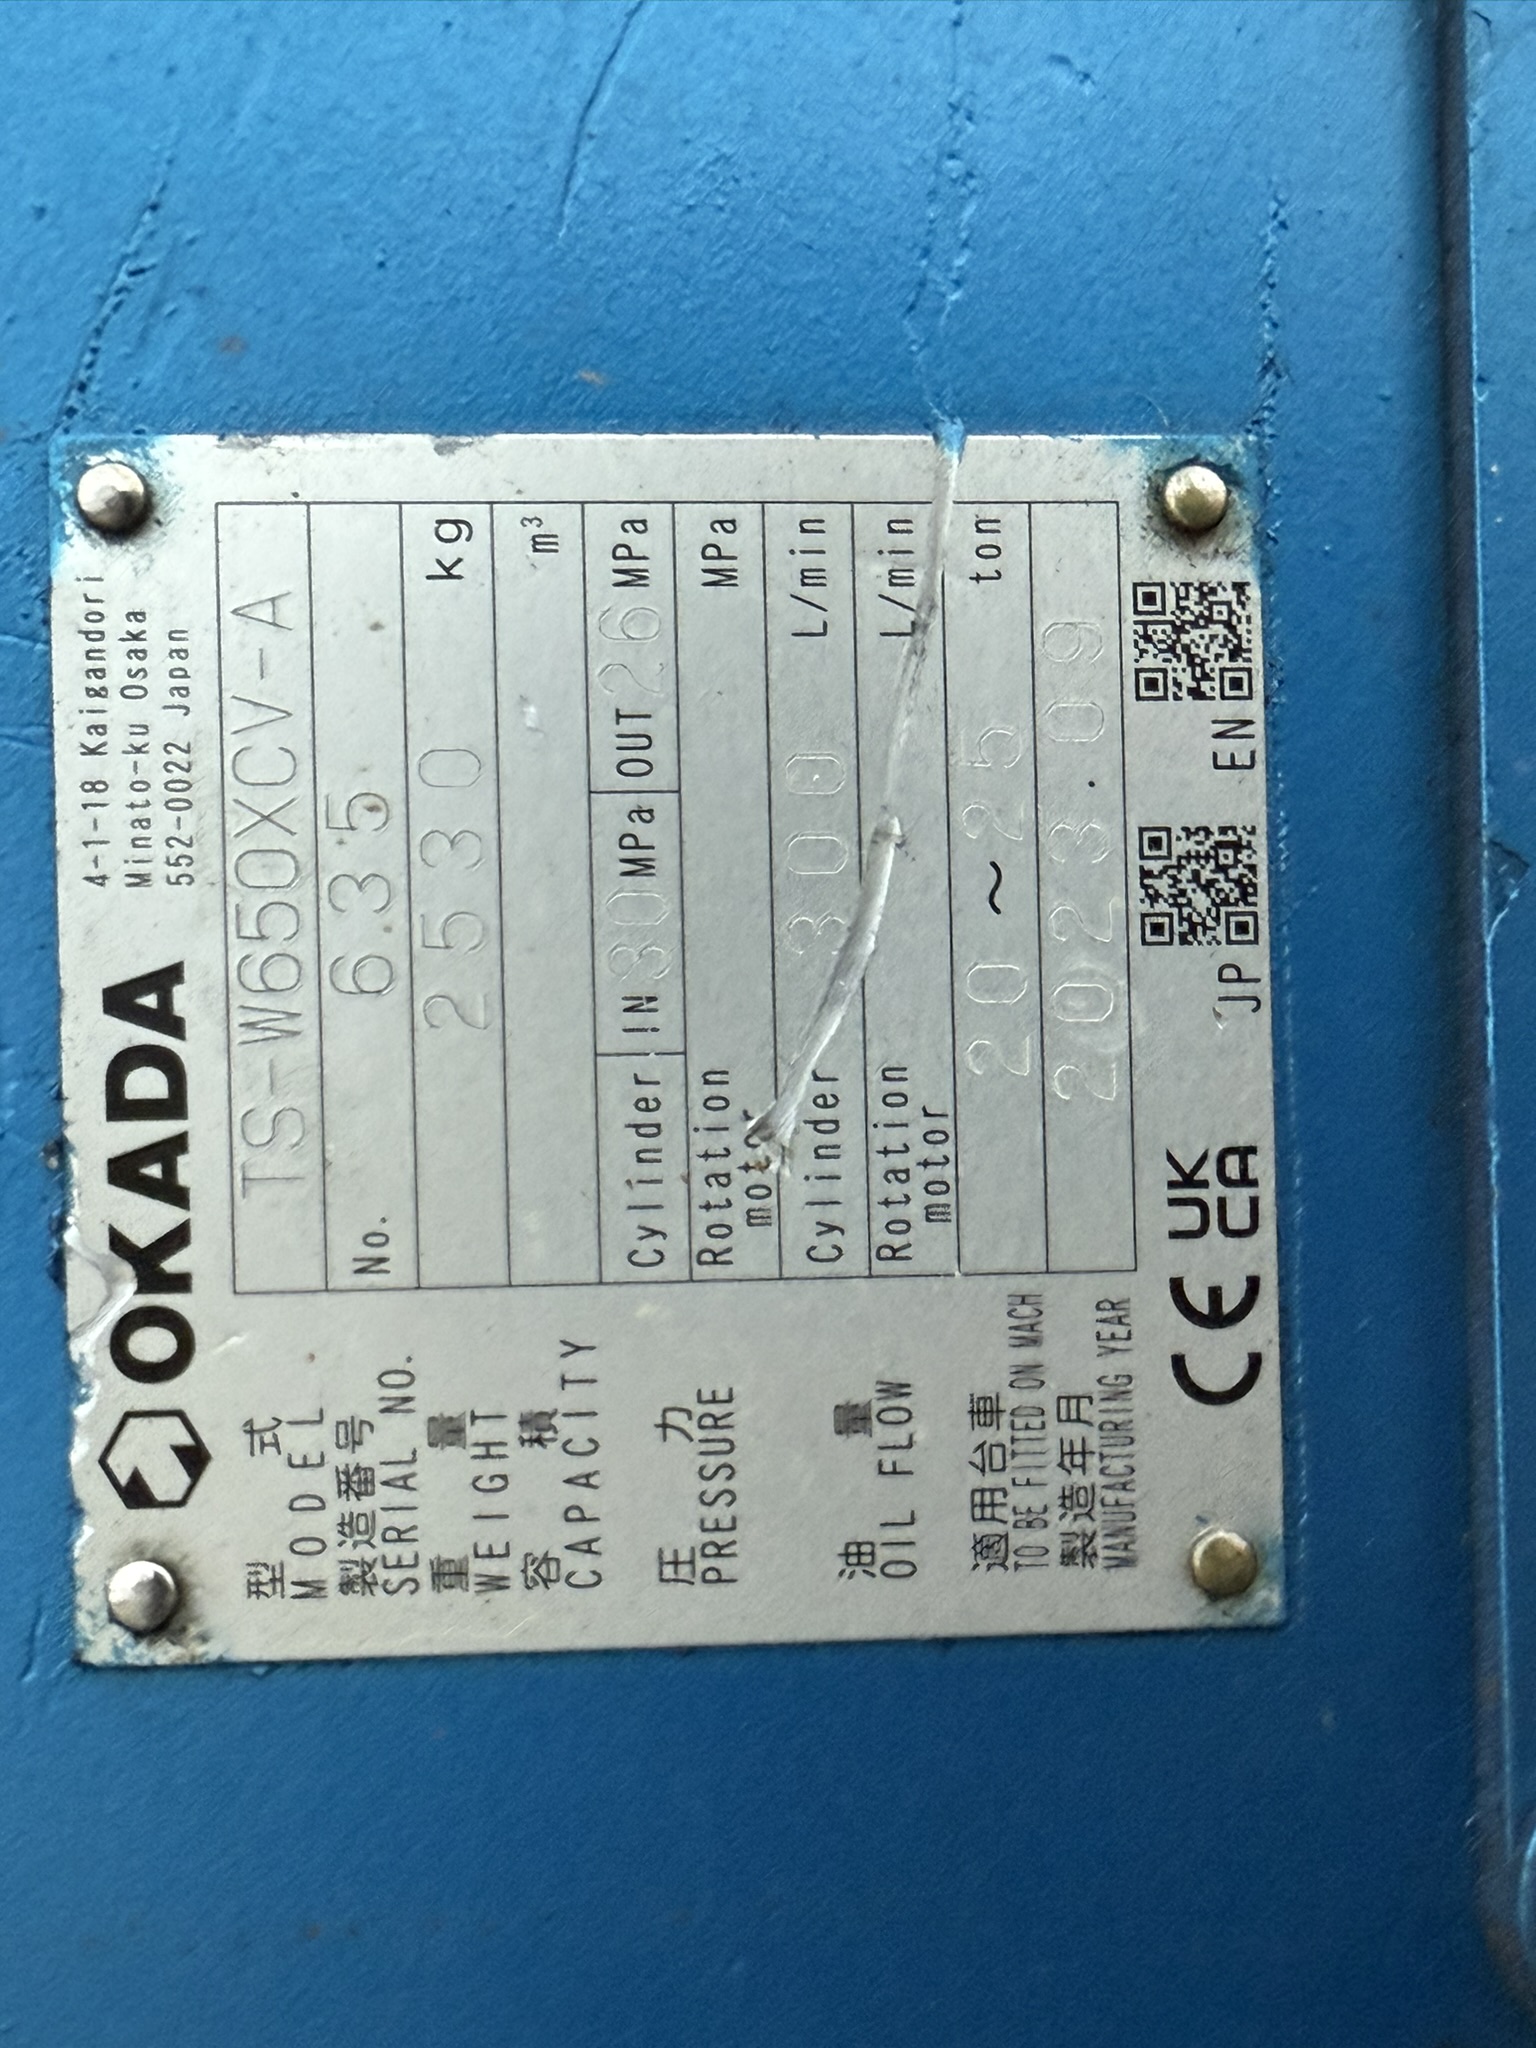 OKADA
4-1-18 Kaigandori
Minato-ku Osaka
552-0022 Japan
型式 TS-W650XCV-A
MODEL
製造番号 No. 635
SERIAL NO.
重量 2530 kg
WEIGHT
容積 m³
CAPACITY
圧力 Cylinder IN 30 MPa OUT 26 MPa
PRESSURE Rotation motor MPa
油量 Cylinder 300 L/min
OIL FLOW Rotation motor L/min
適用台車 20~25 ton
TO BE FITTED ON MACH
製造年月 2023.09
MANUFACTURING YEAR
CE UK CA JP EN